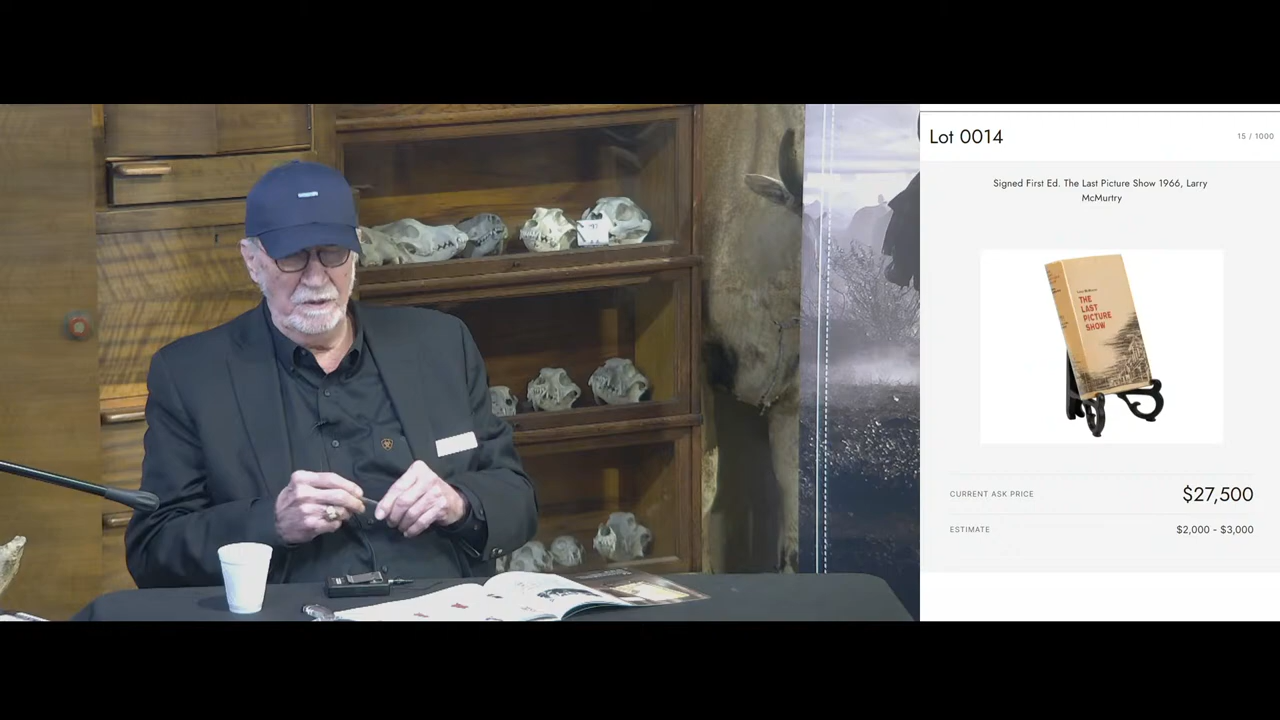 Lot 0014
15 / 1000
Signed First Ed. The Last Picture Show 1966, Larry
McMurtry
THE
LAST
PICTURE
SHOW
CURRENT ASK PRICE
$27,500
ESTIMATE
$2,000 - $3,000